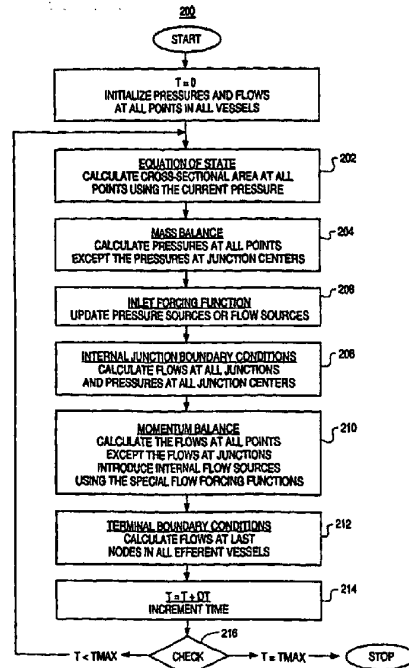 200
START
T = 0
INITIALIZE PRESSURES AND FLOWS
AT ALL POINTS IN ALL VESSELS
202
EQUATION OF STATE
CALCULATE CROSS-SECTIONAL AREA AT ALL
POINTS USING THE CURRENT PRESSURE
204
MASS BALANCE
CALCULATE PRESSURES AT ALL POINTS
EXCEPT THE PRESSURES AT JUNCTION CENTERS
INLET FORCING FUNCTION
UPDATE PRESSURE SOURCES OR FLOW SOURCES
INTERNAL JUNCTION BOUNDARY CONDITIONS
CALCULATE FLOWS AT ALL JUNCTIONS
AND PRESSURES AT ALL JUNCTION CENTERS
210
MOMENTUM BALANCE
CALCULATE THE FLOWS AT ALL POINTS
EXCEPT THE FLOWS AT JUNCTIONS
INTRODUCE INTERNAL FLOW SOURCES
USING THE SPECIAL FLOW FORCING FUNCTIONS
212
TERMINAL BOUNDARY CONDITIONS
CALCULATE FLOWS AT LAST
NODES IN ALL EFFERENT VESSELS
214
T = T + DT
INCREMENT TIME
216
T < TMAX
CHECK
T = TMAX
STOP